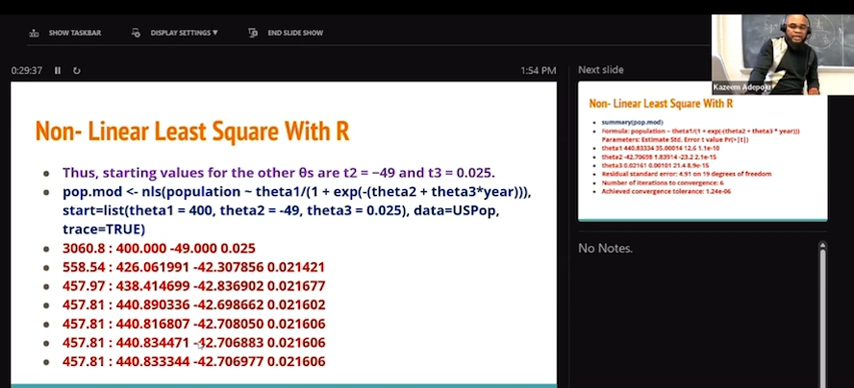 SHOW TASKBAR
DISPLAY SETTINGS ▼
END SLIDE SHOW
0:29:37
1:54 PM
Non- Linear Least Square With R
Thus, starting values for the other θs are t2 = −49 and t3 = 0.025.
pop.mod <- nls(population ~ theta1/(1 + exp(-(theta2 + theta3*year))),
start=list(theta1 = 400, theta2 = -49, theta3 = 0.025), data=USPop,
trace=TRUE)
3060.8 : 400.000 -49.000 0.025
558.54 : 426.061991 -42.307856 0.021421
457.97 : 438.414699 -42.836902 0.021677
457.81 : 440.890336 -42.698662 0.021602
457.81 : 440.816807 -42.708050 0.021606
457.81 : 440.834471 -42.706883 0.021606
457.81 : 440.833344 -42.706977 0.021606
Next slide
Kazeem Adepoju
Non- Linear Least Square With R
summary(pop.mod)
Formula: population ~ theta1/(1 + exp(-(theta2 + theta3 * year)))
Parameters: Estimate Std. Error t value Pr(>|t|)
theta1 440.83334 35.00014 12.6 1.1e-10
theta2 -42.70698 1.83914 -23.2 2.1e-15
theta3 0.02161 0.00101 21.4 8.9e-15
Residual standard error: 4.91 on 19 degrees of freedom
Number of iterations to convergence: 6
Achieved convergence tolerance: 1.24e-06
No Notes.